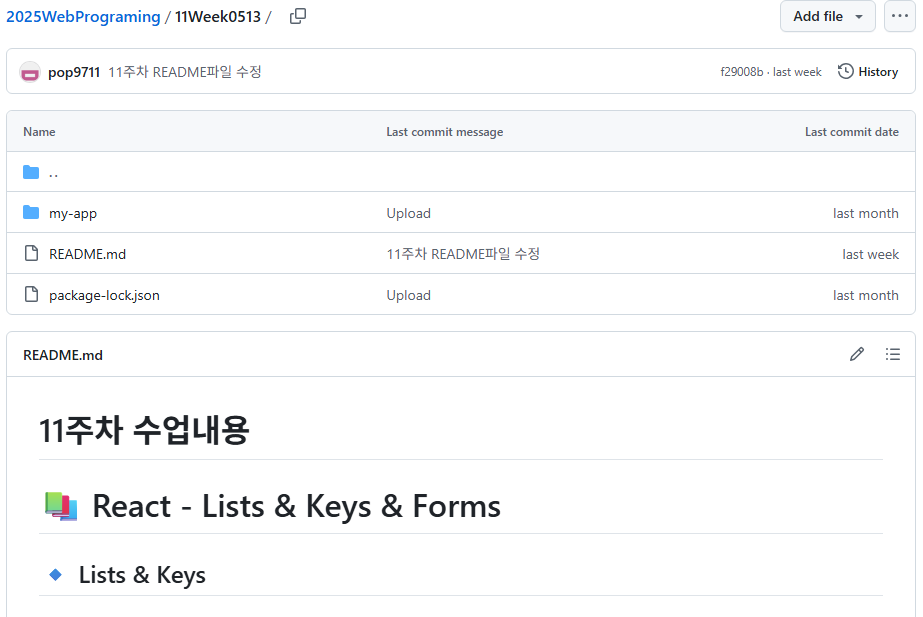 2025WebPrograming / 11Week0513 /
Add file
pop9711 11주차 README파일 수정
f29008b · last week
History
Name Last commit message Last commit date
..
my-app Upload last month
README.md 11주차 README파일 수정 last week
package-lock.json Upload last month
README.md
11주차 수업내용
React - Lists & Keys & Forms
Lists & Keys